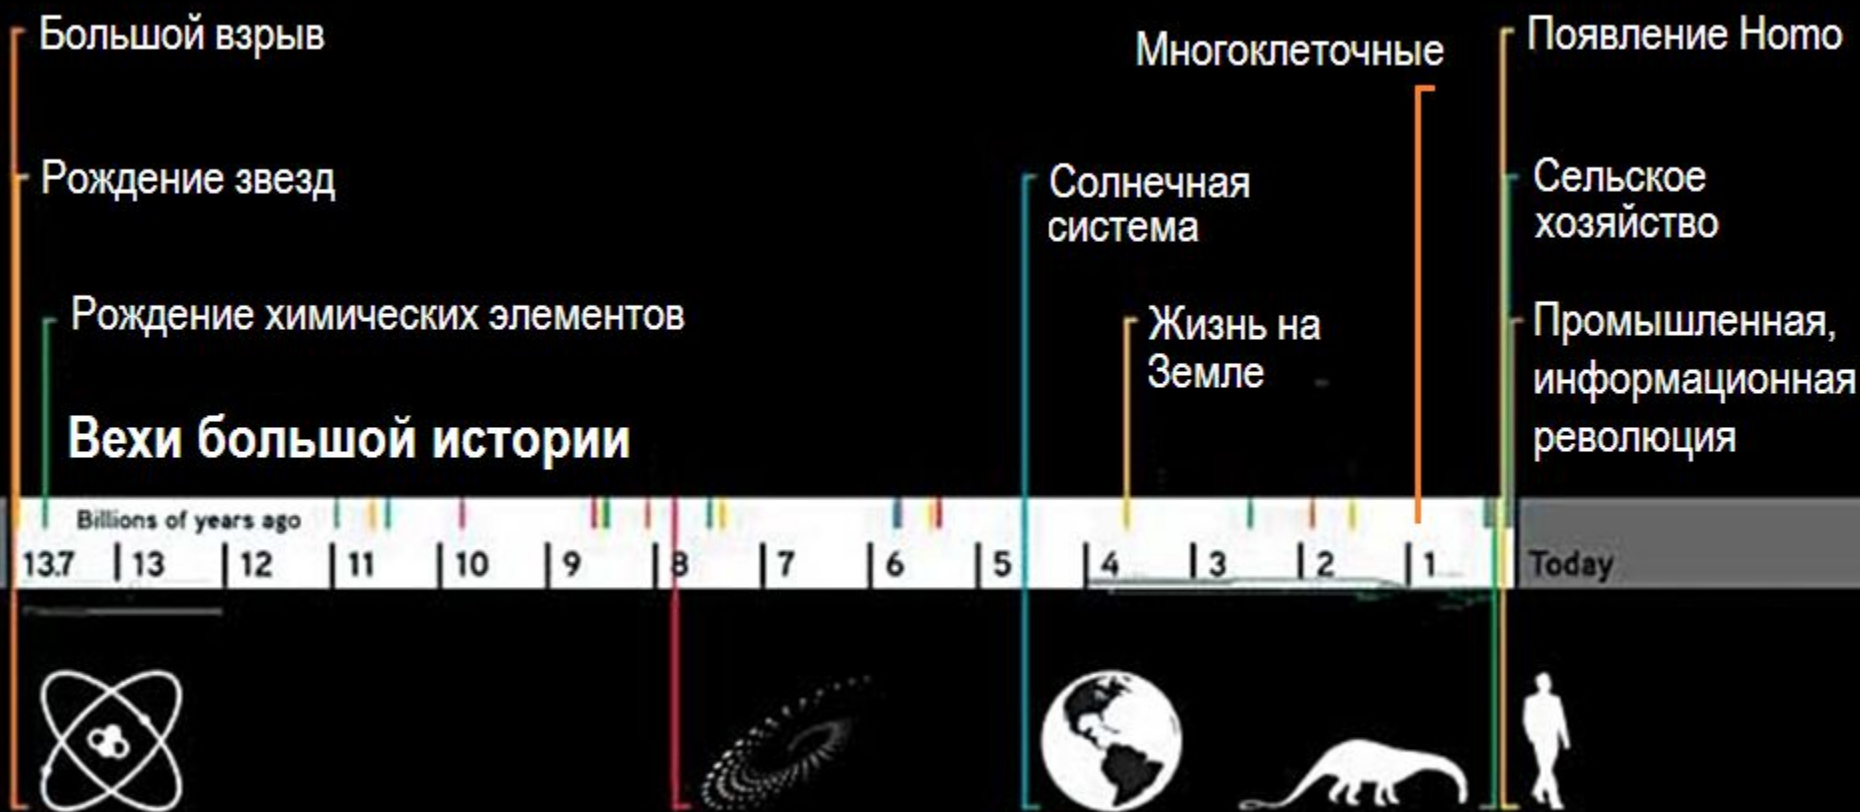 Большой взрыв
Многоклеточные
Появление Homo
Рождение звезд
Солнечная
система
Сельское
хозяйство
Рождение химических элементов
Жизнь на
Земле
Промышленная,
информационная
революция
Вехи большой истории
Billions of years ago
13.7 13 12 11 10 9 8 7 6 5 4 3 2 1 Today